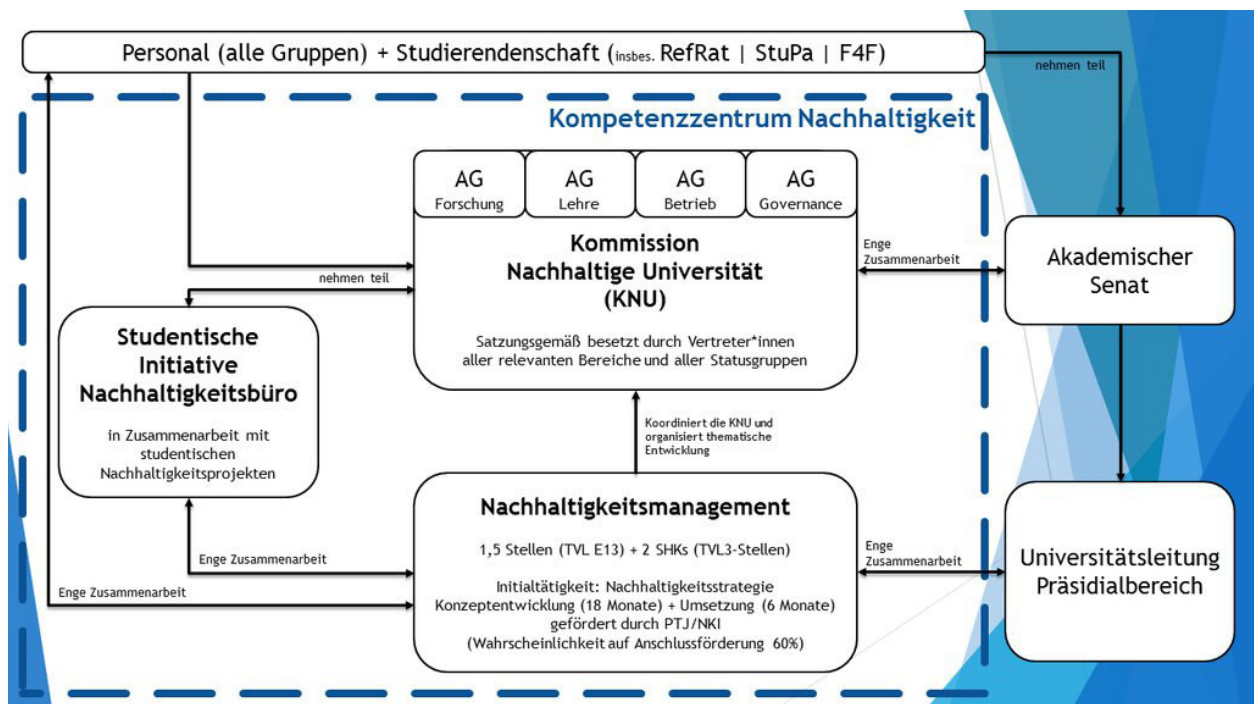 Personal (alle Gruppen) + Studierendenschaft (insbes. RefRat | StuPa | F4F)
nehmen teil
Kompetenzzentrum Nachhaltigkeit
AG
Forschung
AG
Lehre
AG
Betrieb
AG
Governance
Kommission
Nachhaltige Universität
(KNU)
Satzungsgemäß besetzt durch Vertreter*innen
aller relevanten Bereiche und aller Statusgruppen
Enge
Zusammenarbeit
Akademischer
Senat
nehmen teil
Studentische
Initiative
Nachhaltigkeitsbüro
in Zusammenarbeit mit
studentischen
Nachhaltigkeitsprojekten
Koordiniert die KNU und
organisiert thematische
Entwicklung
Nachhaltigkeitsmanagement
1,5 Stellen (TVL E13) + 2 SHKs (TVL3-Stellen)
Initialtätigkeit: Nachhaltigkeitsstrategie
Konzeptentwicklung (18 Monate) + Umsetzung (6 Monate)
gefördert durch PTJ/NKI
(Wahrscheinlichkeit auf Anschlussförderung 60%)
Enge Zusammenarbeit
Enge Zusammenarbeit
Enge
Zusammenarbeit
Universitätsleitung
Präsidialbereich